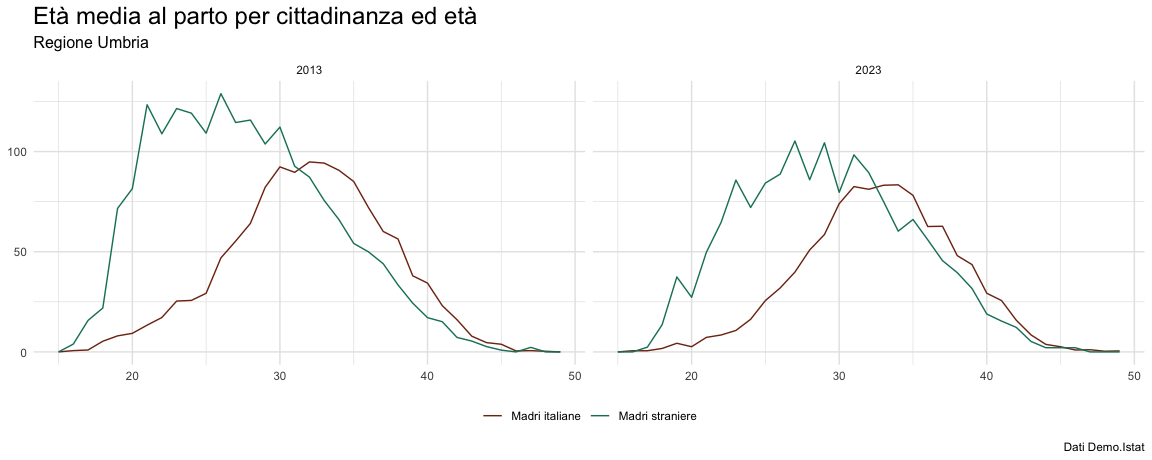 Età media al parto per cittadinanza ed età
Regione Umbria
2013
2023
100
50
0
20
30
40
50
20
30
40
50
Madri italiane
Madri straniere
Dati Demo.Istat